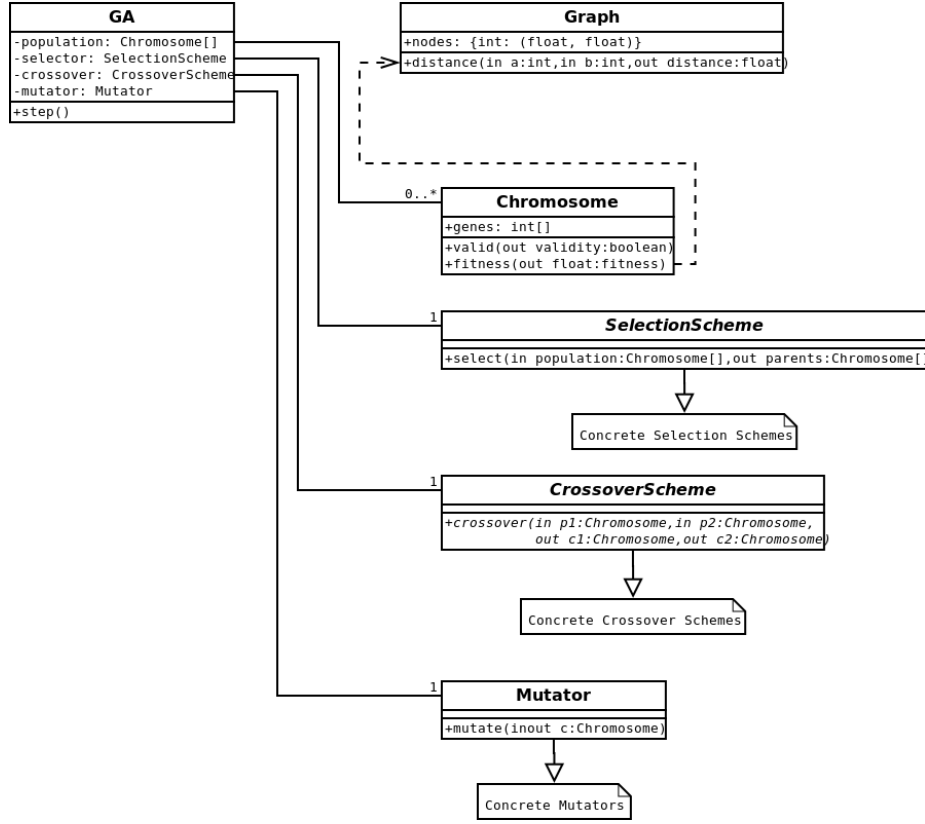 GA
-population: Chromosome[]
-selector: SelectionScheme
-crossover: CrossoverScheme
-mutator: Mutator
+step()
Graph
+nodes: {int: (float, float)}
+distance(in a:int,in b:int,out distance:float)
0..*
Chromosome
+genes: int[]
+valid(out validity:boolean)
+fitness(out float:fitness)
1
SelectionScheme
+select(in population:Chromosome[],out parents:Chromosome[]
Concrete Selection Schemes
1
CrossoverScheme
+crossover(in p1:Chromosome,in p2:Chromosome,
out c1:Chromosome,out c2:Chromosome)
Concrete Crossover Schemes
1
Mutator
+mutate(inout c:Chromosome)
Concrete Mutators